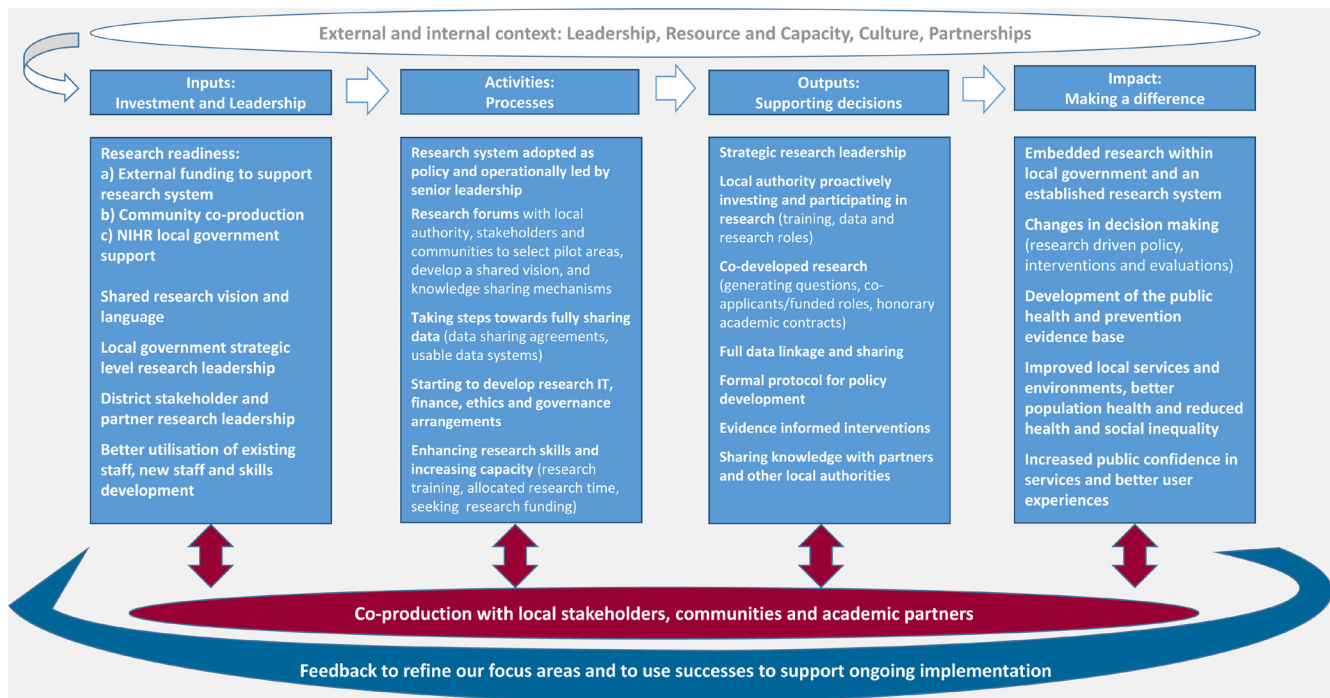 External and internal context: Leadership, Resource and Capacity, Culture, Partnerships
Inputs:
Investment and Leadership
Activities:
Processes
Outputs:
Supporting decisions
Impact:
Making a difference
Research readiness:
a) External funding to support
research system
b) Community co-production
c) NIHR local government
support
Shared research vision and
language
Local government strategic
level research leadership
District stakeholder and
partner research leadership
Better utilisation of existing
staff, new staff and skills
development
Research system adopted as
policy and operationally led by
senior leadership
Research forums with local
authority, stakeholders and
communities to select pilot areas,
develop a shared vision, and
knowledge sharing mechanisms
Taking steps towards fully sharing
data (data sharing agreements,
usable data systems)
Starting to develop research IT,
finance, ethics and governance
arrangements
Enhancing research skills and
increasing capacity (research
training, allocated research time,
seeking research funding)
Strategic research leadership
Local authority proactively
investing and participating in
research (training, data and
research roles)
Co-developed research
(generating questions, co-
applicants/funded roles, honorary
academic contracts)
Full data linkage and sharing
Formal protocol for policy
development
Evidence informed interventions
Sharing knowledge with partners
and other local authorities
Embedded research within
local government and an
established research system
Changes in decision making
(research driven policy,
interventions and evaluations)
Development of the public
health and prevention
evidence base
Improved local services and
environments, better
population health and reduced
health and social inequality
Increased public confidence in
services and better user
experiences
Co-production with local stakeholders, communities and academic partners
Feedback to refine our focus areas and to use successes to support ongoing implementation